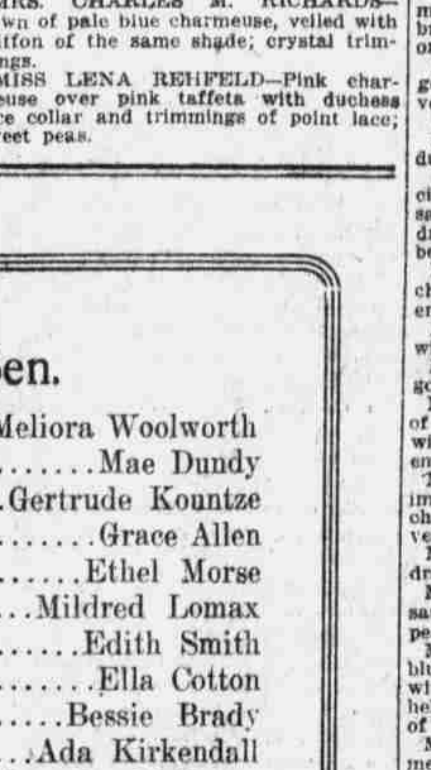 MRS. CHARLES M. RICHARDS—
wn of pale blue charmeuse, veiled with
iffon of the same shade; crystal trim-
ngs.
MISS LENA REHFELD—Pink char-
euse over pink taffeta with duchess
ce collar and trimmings of point lace;
eet peas.
en.
Meliora Woolworth
.......Mae Dundy
.Gertrude Kountze
.......Grace Allen
......Ethel Morse
...Mildred Lomax
......Edith Smith
.......Ella Cotton
.....Bessie Brady
...Ada Kirkendall